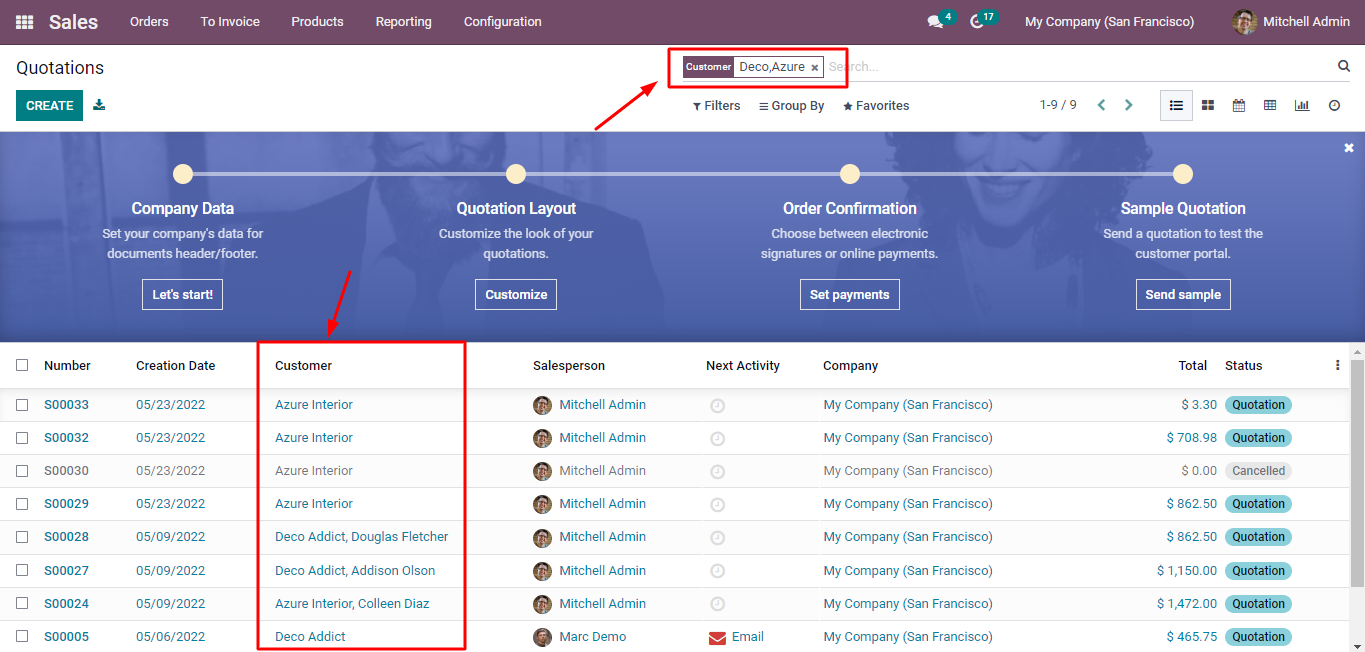 Sales Orders To Invoice Products Reporting Configuration 4 17 My Company (San Francisco) Mitchell Admin
Quotations
Customer Deco,Azure × Search...
CREATE
Filters Group By Favorites 1-9 / 9
Company Data
Set your company's data for
documents header/footer.
Let's start!
Quotation Layout
Customize the look of your
quotations.
Customize
Order Confirmation
Choose between electronic
signatures or online payments.
Set payments
Sample Quotation
Send a quotation to test the
customer portal.
Send sample
Number Creation Date Customer Salesperson Next Activity Company Total Status
S00033 05/23/2022 Azure Interior Mitchell Admin My Company (San Francisco) $ 3.30 Quotation
S00032 05/23/2022 Azure Interior Mitchell Admin My Company (San Francisco) $ 708.98 Quotation
S00030 05/23/2022 Azure Interior Mitchell Admin My Company (San Francisco) $ 0.00 Cancelled
S00029 05/23/2022 Azure Interior Mitchell Admin My Company (San Francisco) $ 862.50 Quotation
S00028 05/09/2022 Deco Addict, Douglas Fletcher Mitchell Admin My Company (San Francisco) $ 862.50 Quotation
S00027 05/09/2022 Deco Addict, Addison Olson Mitchell Admin My Company (San Francisco) $ 1,150.00 Quotation
S00024 05/09/2022 Azure Interior, Colleen Diaz Mitchell Admin My Company (San Francisco) $ 1,472.00 Quotation
S00005 05/06/2022 Deco Addict Marc Demo Email My Company (San Francisco) $ 465.75 Quotation